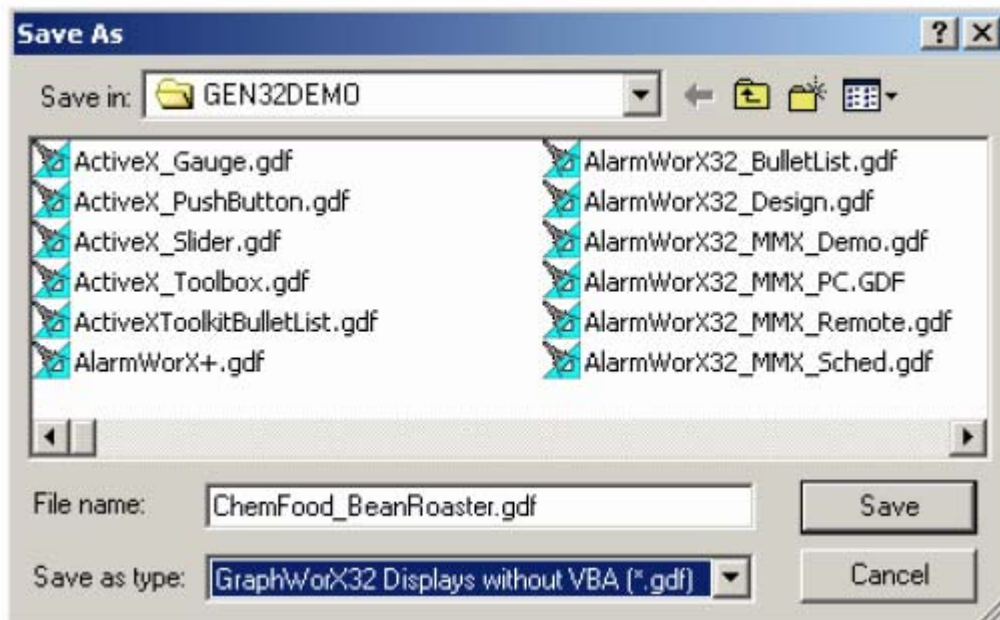 Save As
Save in: GEN32DEMO
ActiveX_Gauge.gdf
ActiveX_PushButton.gdf
ActiveX_Slider.gdf
ActiveX_Toolbox.gdf
ActiveXToolkitBulletList.gdf
AlarmWorX+.gdf
AlarmWorX32_BulletList.gdf
AlarmWorX32_Design.gdf
AlarmWorX32_MMX_Demo.gdf
AlarmWorX32_MMX_PC.GDF
AlarmWorX32_MMX_Remote.gdf
AlarmWorX32_MMX_Sched.gdf
File name: ChemFood_BeanRoaster.gdf
Save
Save as type: GraphWorX32 Displays without VBA (*.gdf)
Cancel